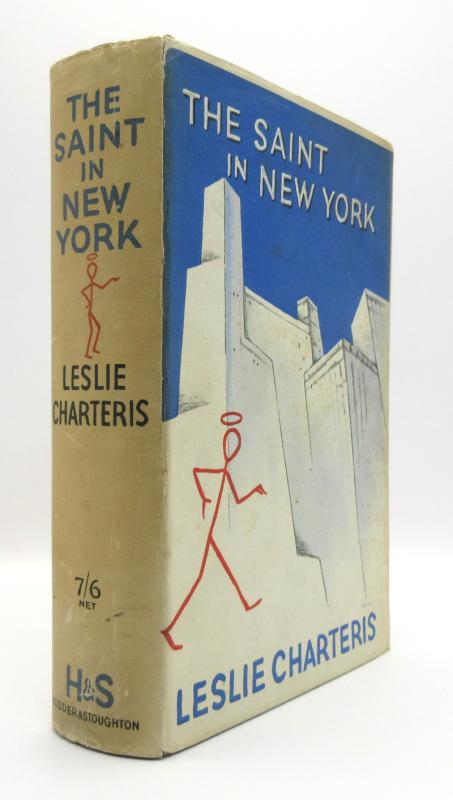 THE
SAINT
IN
NEW
YORK
LESLIE
CHARTERIS
7/6
NET
H&S
HODDER & STOUGHTON
THE SAINT
IN NEW YORK
LESLIE CHARTERIS